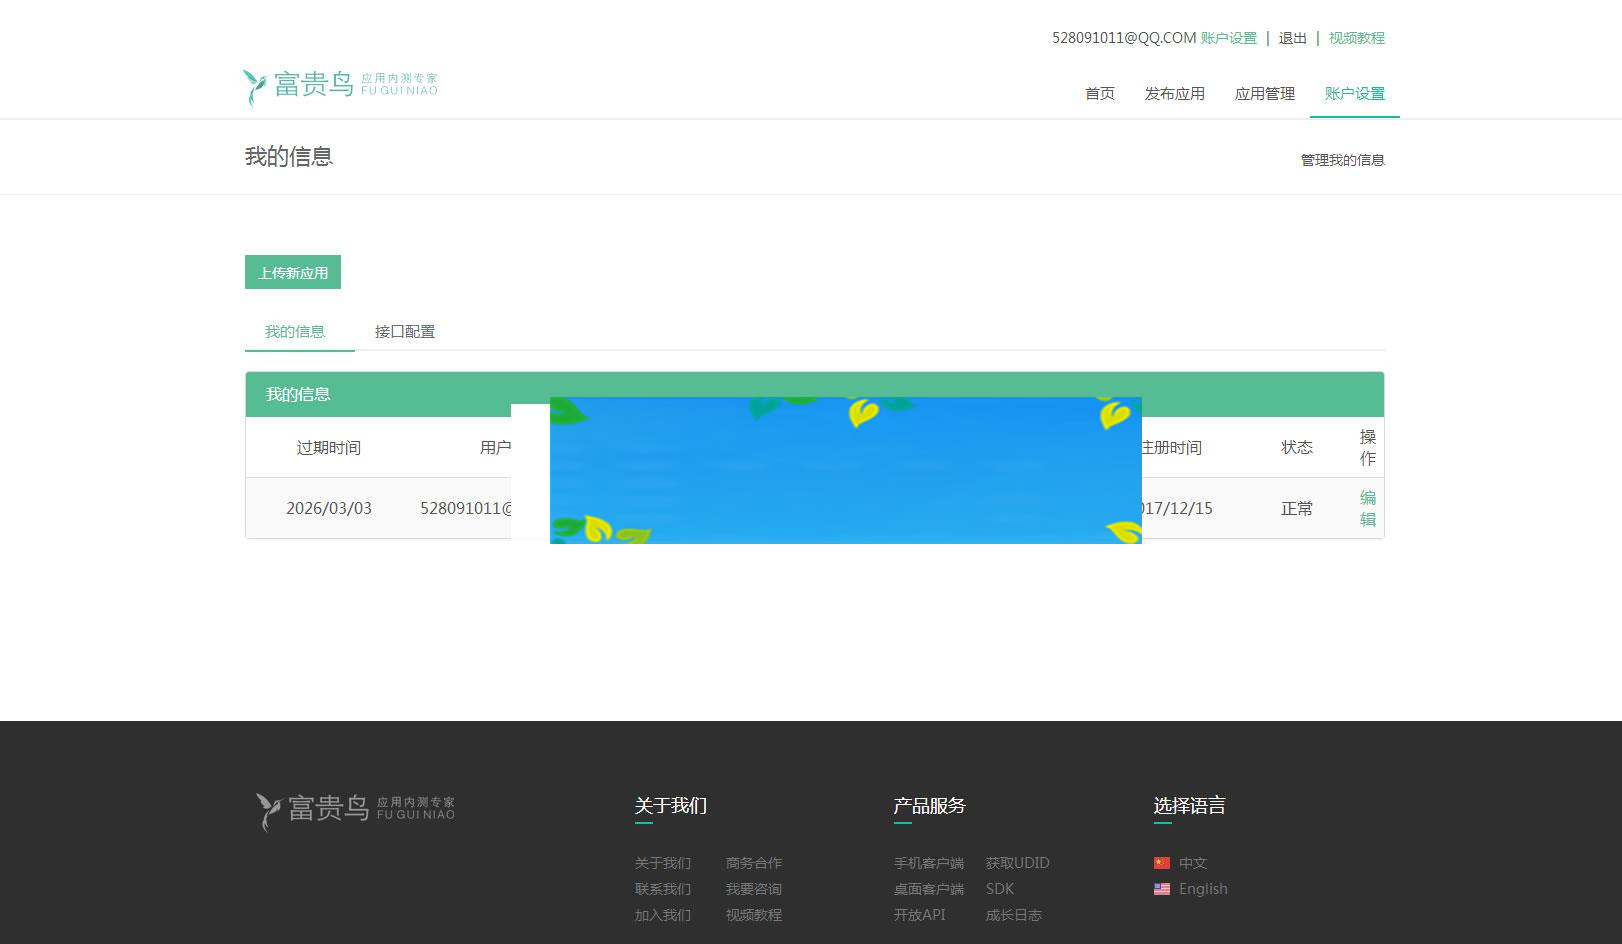 528091011@QQ.COM 账户设置 | 退出 | 视频教程
富贵鸟 应用内测专家 FU GUI NIAO
首页 发布应用 应用管理 账户设置
我的信息
管理我的信息
上传新应用
我的信息 接口配置
我的信息
过期时间 用户 注册时间 状态 操作
2026/03/03 528091011@ 017/12/15 正常 编辑
富贵鸟 应用内测专家 FU GUI NIAO
关于我们 产品服务 选择语言
关于我们 商务合作 手机客户端 获取UDID 中文
联系我们 我要咨询 桌面客户端 SDK English
加入我们 视频教程 开放API 成长日志